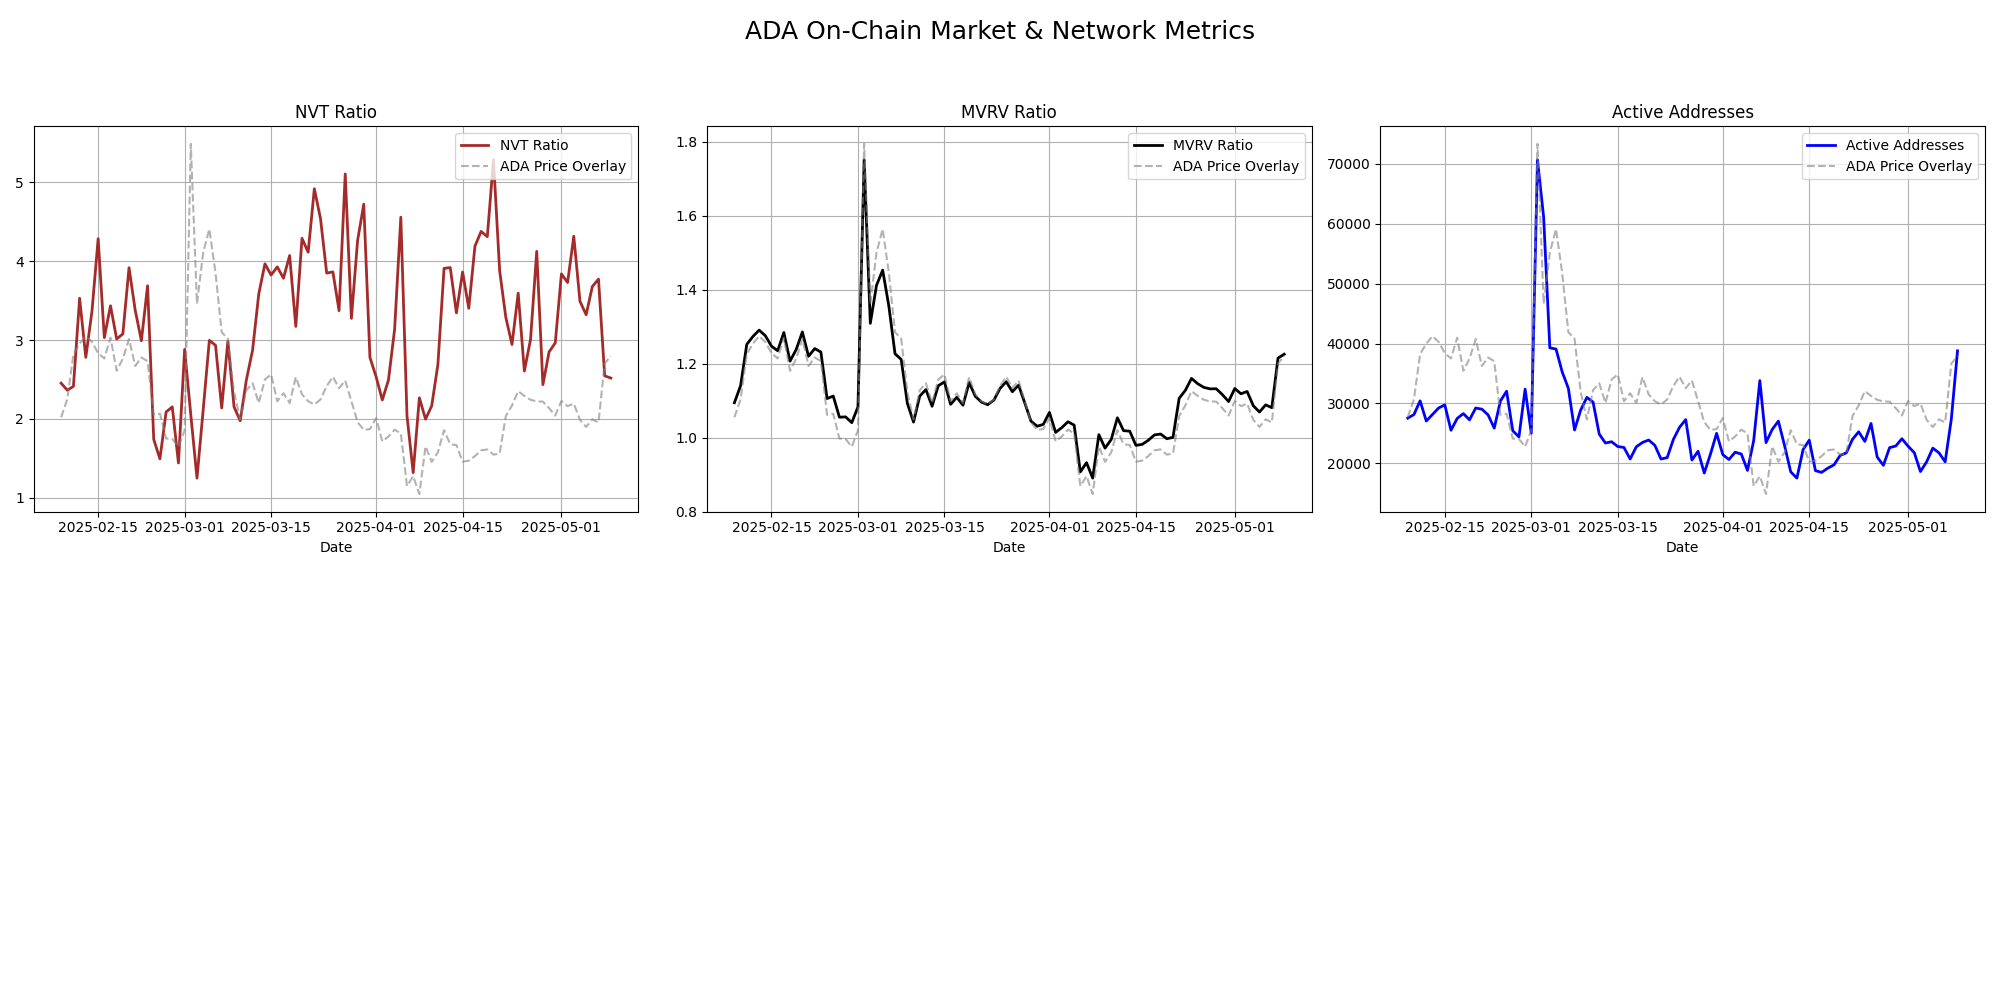 ADA On-Chain Market & Network Metrics
NVT Ratio
NVT Ratio
ADA Price Overlay
5
4
3
2
1
2025-02-15 2025-03-01 2025-03-15 2025-04-01 2025-04-15 2025-05-01
Date
MVRV Ratio
MVRV Ratio
ADA Price Overlay
1.8
1.6
1.4
1.2
1.0
0.8
2025-02-15 2025-03-01 2025-03-15 2025-04-01 2025-04-15 2025-05-01
Date
Active Addresses
Active Addresses
ADA Price Overlay
70000
60000
50000
40000
30000
20000
2025-02-15 2025-03-01 2025-03-15 2025-04-01 2025-04-15 2025-05-01
Date